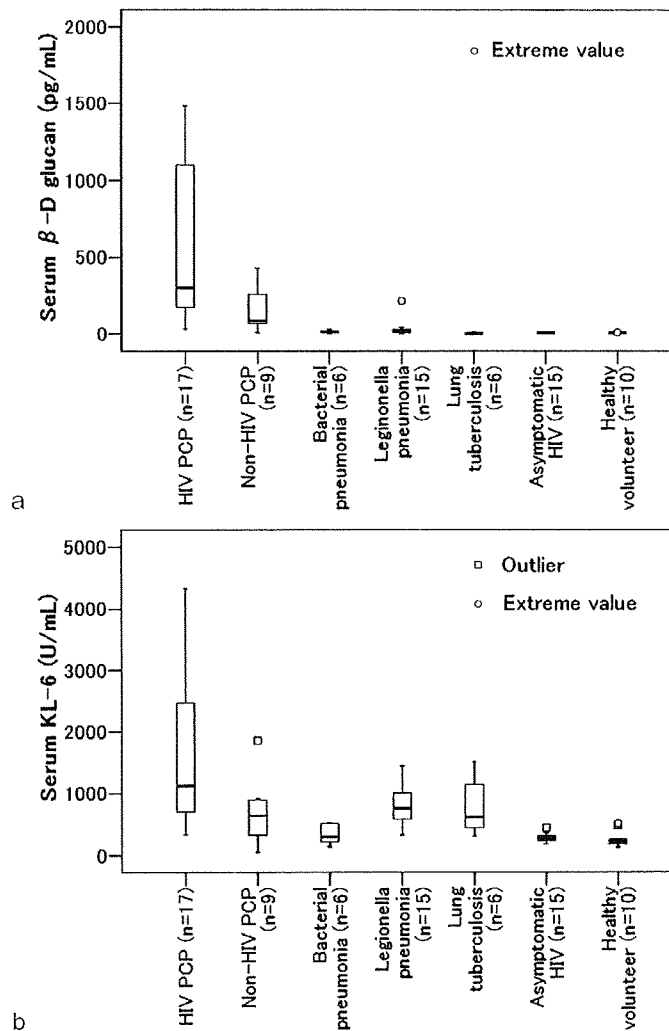 2000
1500
1000
500
0
Serum β-D glucan (pg/mL)
○ Extreme value
HIV PCP (n=17)
Non-HIV PCP
(n=9)
Bacterial
pneumonia (n=6)
Leginonella
pneumonia
(n=15)
Lung
tuberculosis
(n=6)
Asymptomatic
HIV (n=15)
Healthy
volunteer (n=10)
a
5000
4000
3000
2000
1000
0
Serum KL-6 (U/mL)
□ Outlier
○ Extreme value
HIV PCP (n=17)
Non-HIV PCP
(n=9)
Bacterial
pneumonia (n=6)
Legionella
pneumonia
(n=15)
Lung
tuberculosis
(n=6)
Asymptomatic
HIV (n=15)
Healthy
volunteer (n=10)
b